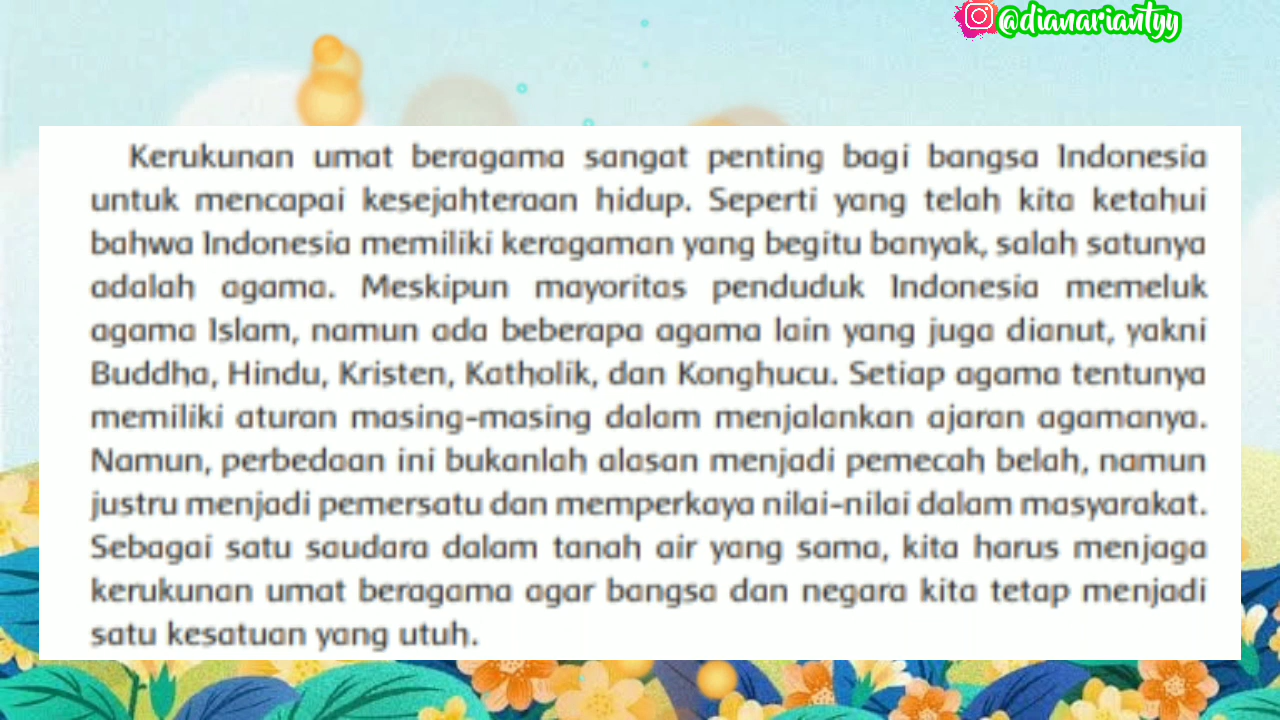 @dianariantyy
Kerukunan umat beragama sangat penting bagi bangsa Indonesia
untuk mencapai kesejahteraan hidup. Seperti yang telah kita ketahui
bahwa Indonesia memiliki keragaman yang begitu banyak, salah satunya
adalah agama. Meskipun mayoritas penduduk Indonesia memeluk
agama Islam, namun ada beberapa agama lain yang juga dianut, yakni
Buddha, Hindu, Kristen, Katholik, dan Konghucu. Setiap agama tentunya
memiliki aturan masing-masing dalam menjalankan ajaran agamanya.
Namun, perbedaan ini bukanlah alasan menjadi pemecah belah, namun
justru menjadi pemersatu dan memperkaya nilai-nilai dalam masyarakat.
Sebagai satu saudara dalam tanah air yang sama, kita harus menjaga
kerukunan umat beragama agar bangsa dan negara kita tetap menjadi
satu kesatuan yang utuh.